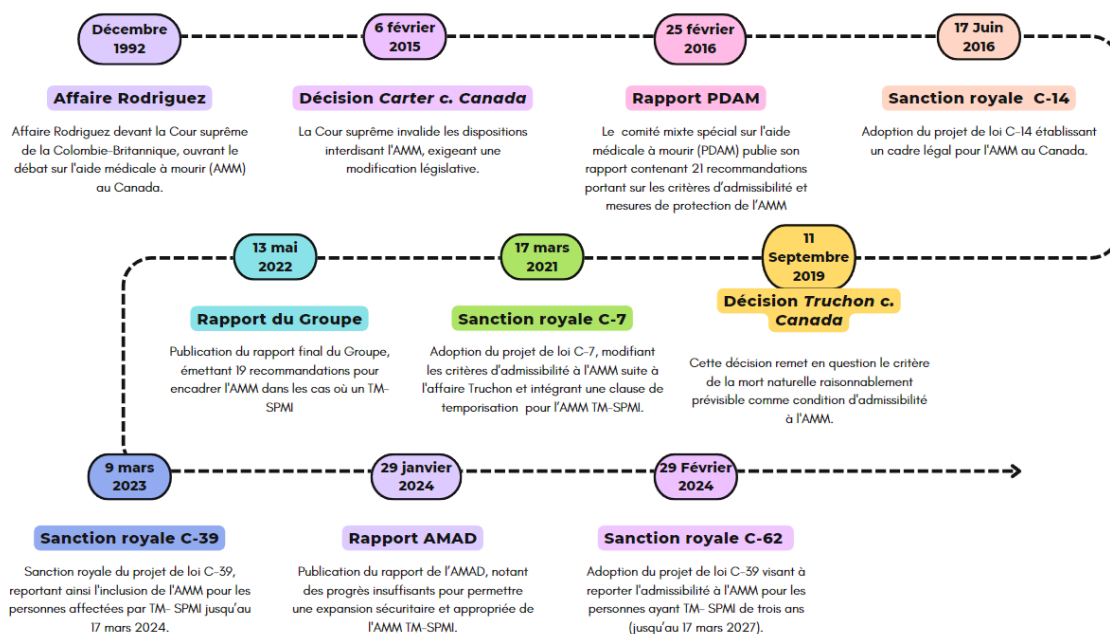 Décembre
1992
6 février
2015
25 février
2016
17 Juin
2016
Affaire Rodriguez
Affaire Rodriguez devant la Cour suprême
de la Colombie-Britannique, ouvrant le
débat sur l'aide médicale à mourir (AMM)
au Canada.
Décision Carter c. Canada
La Cour suprême invalide les dispositions
interdisant l'AMM, exigeant une
modification législative.
Rapport PDAM
Le comité mixte spécial sur l'aide
médicale à mourir (PDAM) publie son
rapport contenant 21 recommandations
portant sur les critères d'admissibilité et
mesures de protection de l'AMM
Sanction royale C-14
Adoption du projet de loi C-14 établissant
un cadre légal pour l'AMM au Canada.
11
Septembre
2019
Décision Truchon c.
Canada
Cette décision remet en question le critère
de la mort naturelle raisonnablement
prévisible comme condition d'admissibilité
à l'AMM.
17 mars
2021
Sanction royale C-7
Adoption du projet de loi C-7, modifiant
les critères d'admissibilité à l'AMM suite à
l'affaire Truchon et intégrant une clause de
temporisation pour l'AMM TM-SPMI.
13 mai
2022
Rapport du Groupe
Publication du rapport final du Groupe,
émettant 19 recommandations pour
encadrer l'AMM dans les cas où un TM-
SPMI
9 mars
2023
Sanction royale C-39
Sanction royale du projet de loi C-39,
reportant ainsi l'inclusion de l'AMM pour les
personnes affectées par TM- SPMI jusqu'au
17 mars 2024.
29 janvier
2024
Rapport AMAD
Publication du rapport de l'AMAD, notant
des progrès insuffisants pour permettre
une expansion sécuritaire et appropriée de
l'AMM TM-SPMI.
29 Février
2024
Sanction royale C-62
Adoption du projet de loi C-39 visant à
reporter l'admissibilité à l'AMM pour les
personnes ayant TM- SPMI de trois ans
(jusqu'au 17 mars 2027).